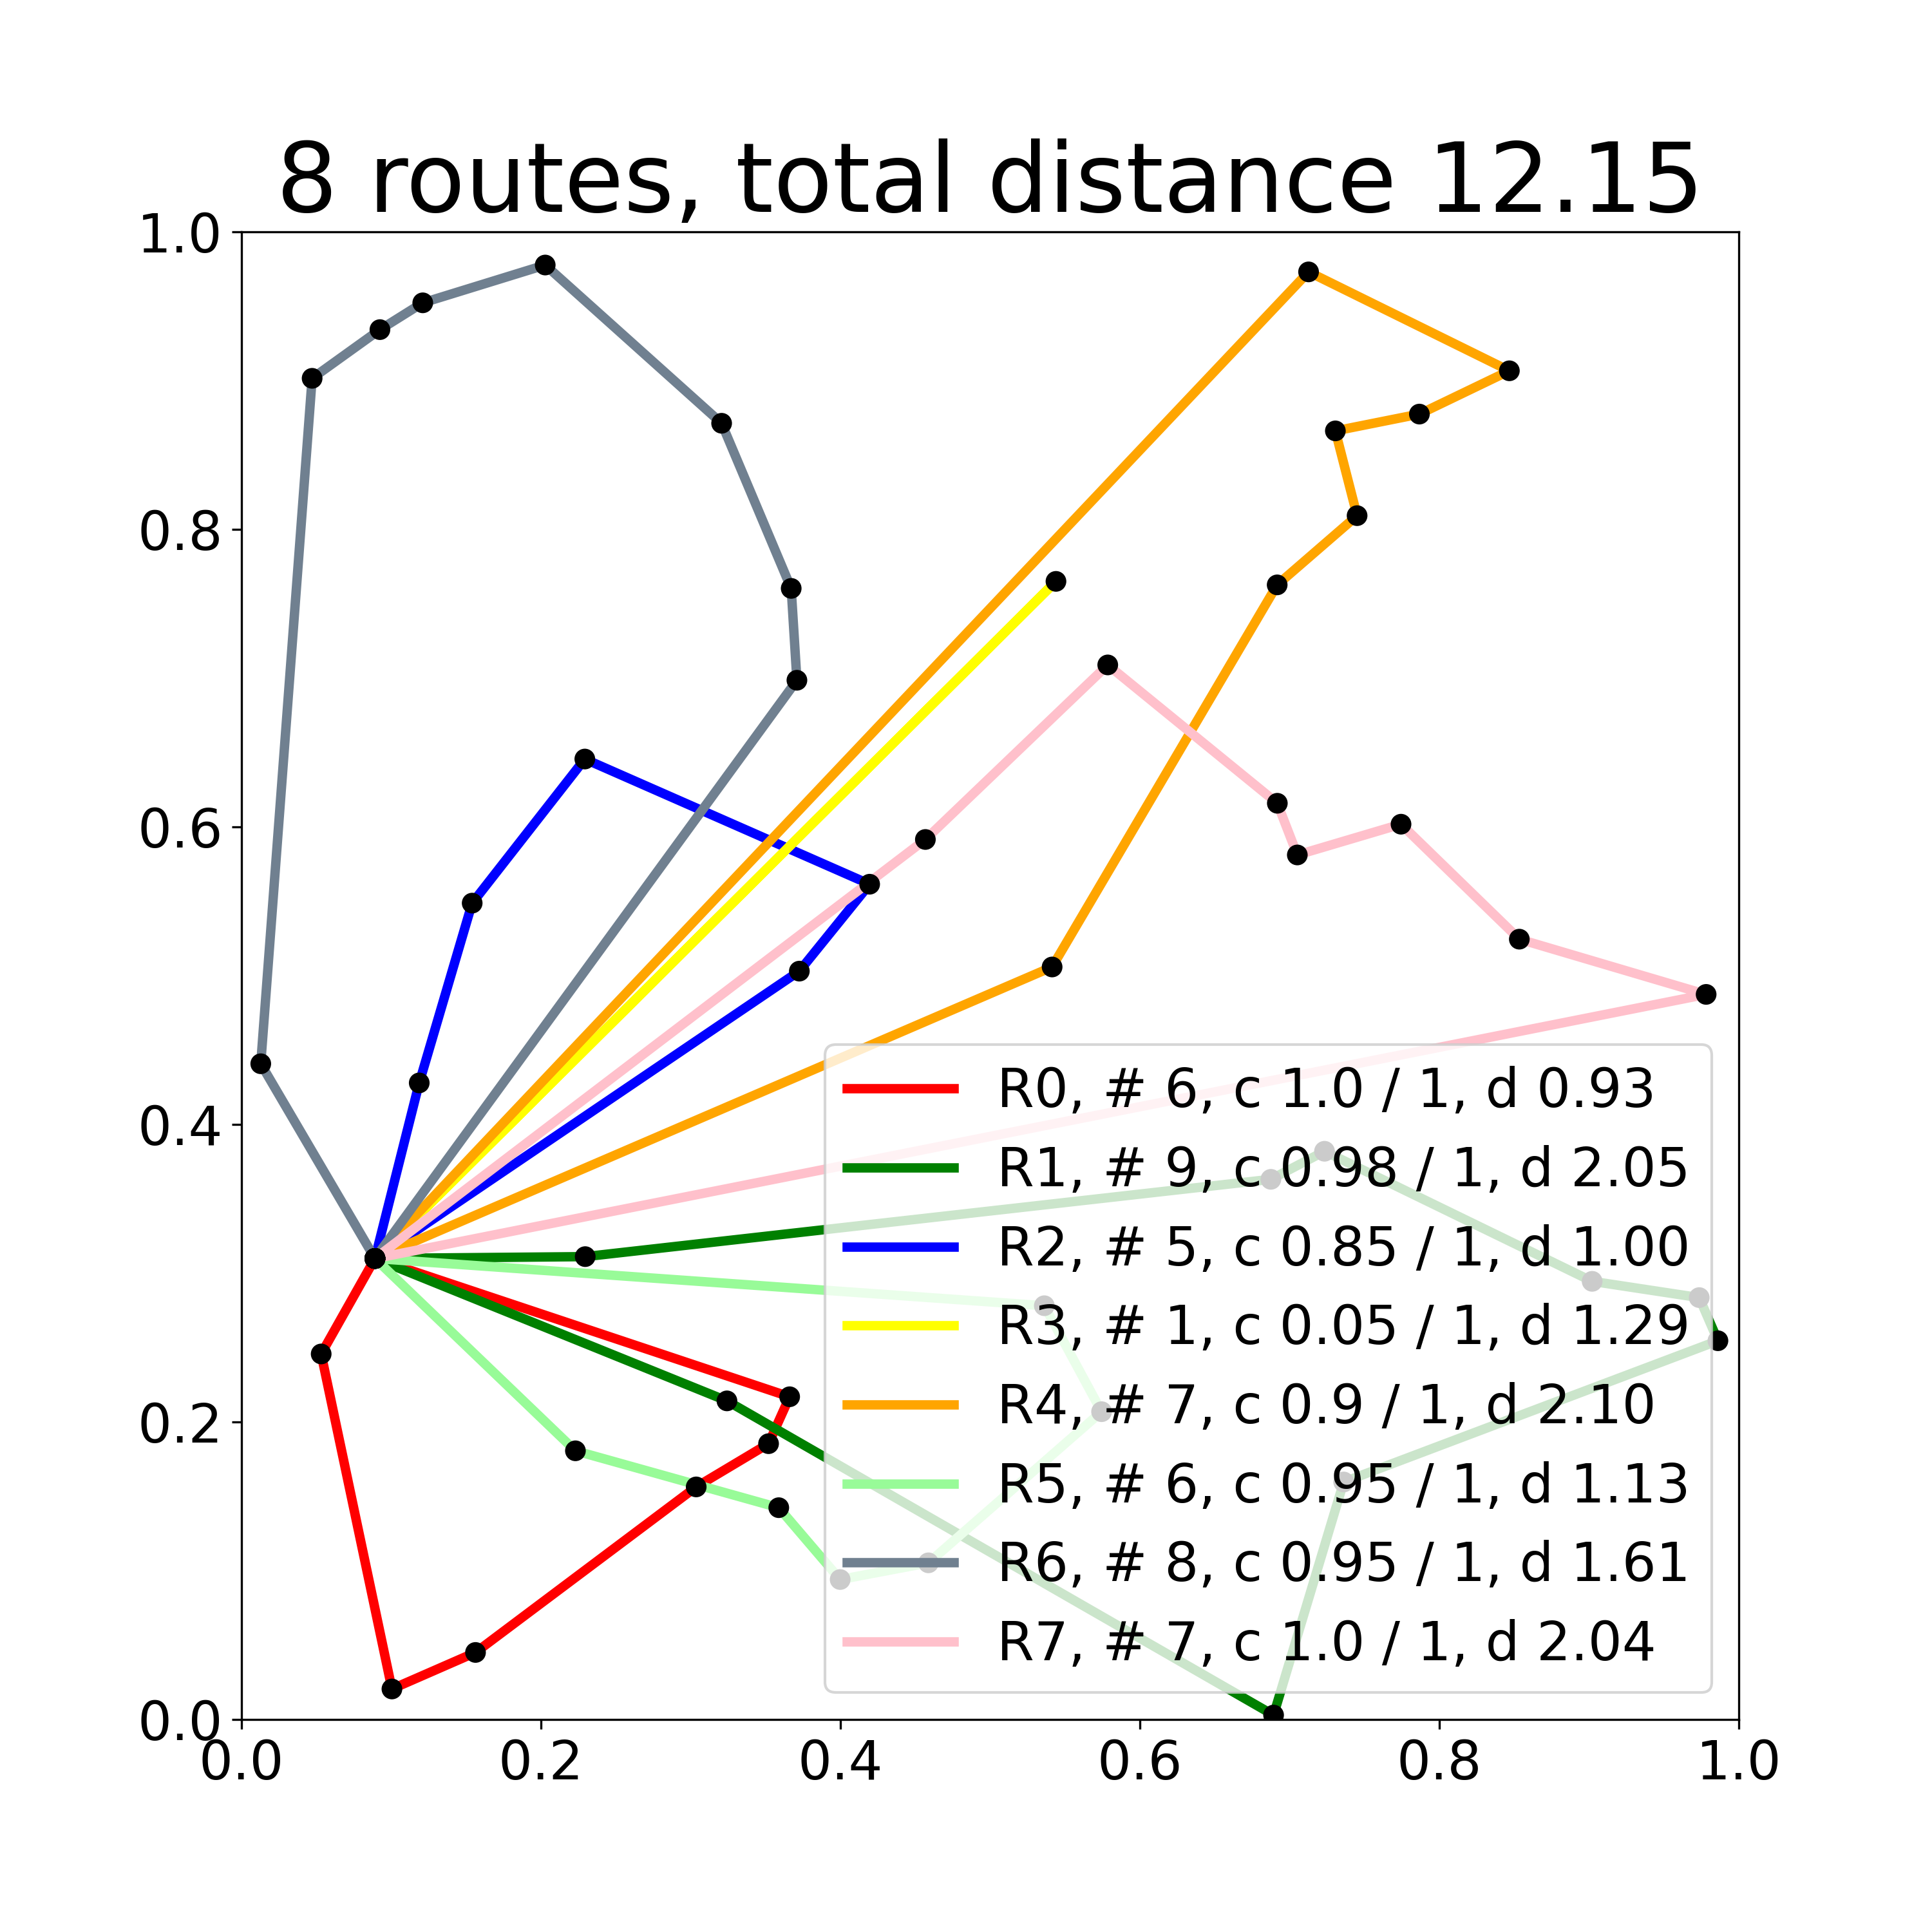 8 routes, total distance 12.15
1.0
0.8
0.6
0.4
0.2
0.0
0.0 0.2 0.4 0.6 0.8 1.0
R0, # 6, c 1.0 / 1, d 0.93
R1, # 9, c 0.98 / 1, d 2.05
R2, # 5, c 0.85 / 1, d 1.00
R3, # 1, c 0.05 / 1, d 1.29
R4, # 7, c 0.9 / 1, d 2.10
R5, # 6, c 0.95 / 1, d 1.13
R6, # 8, c 0.95 / 1, d 1.61
R7, # 7, c 1.0 / 1, d 2.04